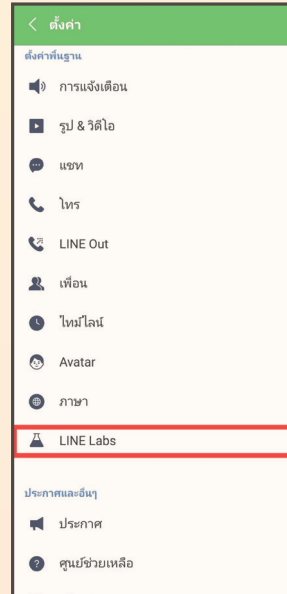 ตั้งค่า
ตั้งค่าพื้นฐาน
การแจ้งเตือน
รูป & วิดีโอ
แชท
โทร
LINE Out
เพื่อน
ไทม์ไลน์
Avatar
ภาษา
LINE Labs
ประกาศและอื่นๆ
ประกาศ
ศูนย์ช่วยเหลือ